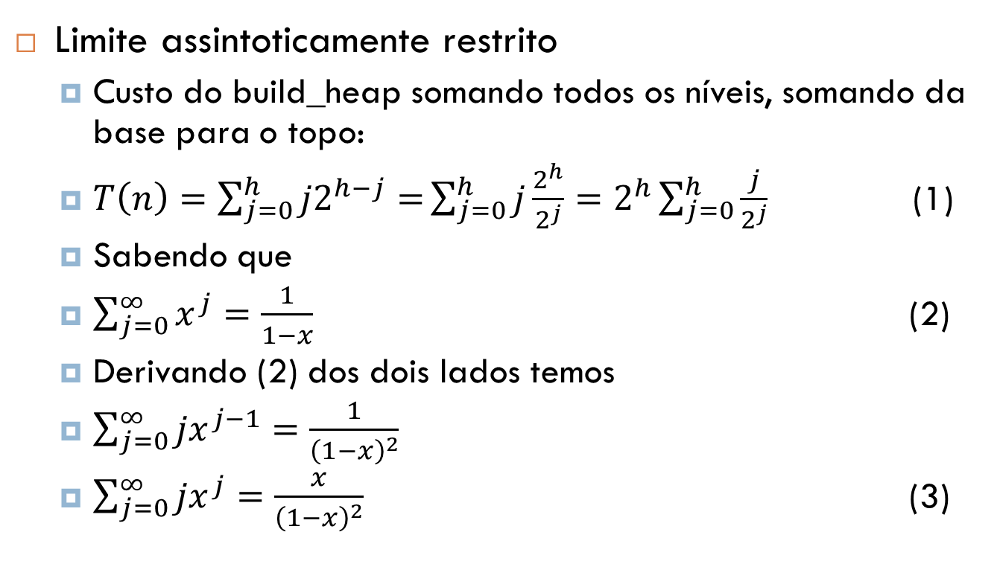 Limite assintoticamente restrito
Custo do build_heap somando todos os níveis, somando da
base para o topo:
$T(n) = \sum_{j=0}^{h} j2^{h-j} = \sum_{j=0}^{h} j \frac{2^h}{2^j} = 2^h \sum_{j=0}^{h} \frac{j}{2^j}$ (1)
Sabendo que
$\sum_{j=0}^{\infty} x^j = \frac{1}{1-x}$ (2)
Derivando (2) dos dois lados temos
$\sum_{j=0}^{\infty} jx^{j-1} = \frac{1}{(1-x)^2}$
$\sum_{j=0}^{\infty} jx^j = \frac{x}{(1-x)^2}$ (3)